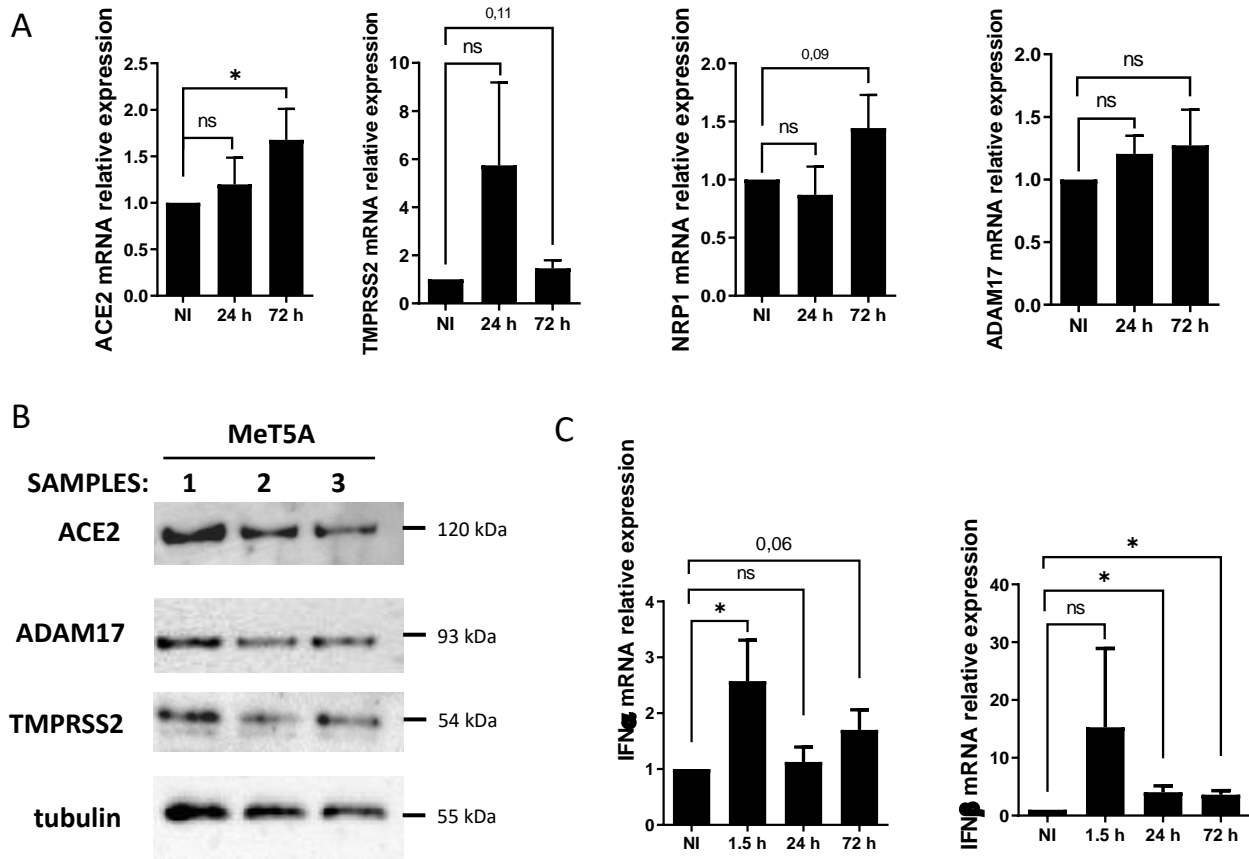 A
ACE2 mRNA relative expression
2.5
2.0
1.5
1.0
0.5
0.0
*
ns
NI 24 h 72 h
TMPRSS2 mRNA relative expression
10
8
6
4
2
0
0,11
ns
NI 24 h 72 h
NRP1 mRNA relative expression
2.0
1.5
1.0
0.5
0.0
0,09
ns
NI 24 h 72 h
ADAM17 mRNA relative expression
2.0
1.5
1.0
0.5
0.0
ns
ns
NI 24 h 72 h
B
MeT5A
SAMPLES: 1 2 3
ACE2 120 kDa
ADAM17 93 kDa
TMPRSS2 54 kDa
tubulin 55 kDa
C
IFNα mRNA relative expression
4
3
2
1
0
0,06
ns
*
NI 1.5 h 24 h 72 h
IFNβ mRNA relative expression
40
30
20
10
0
*
*
ns
NI 1.5 h 24 h 72 h